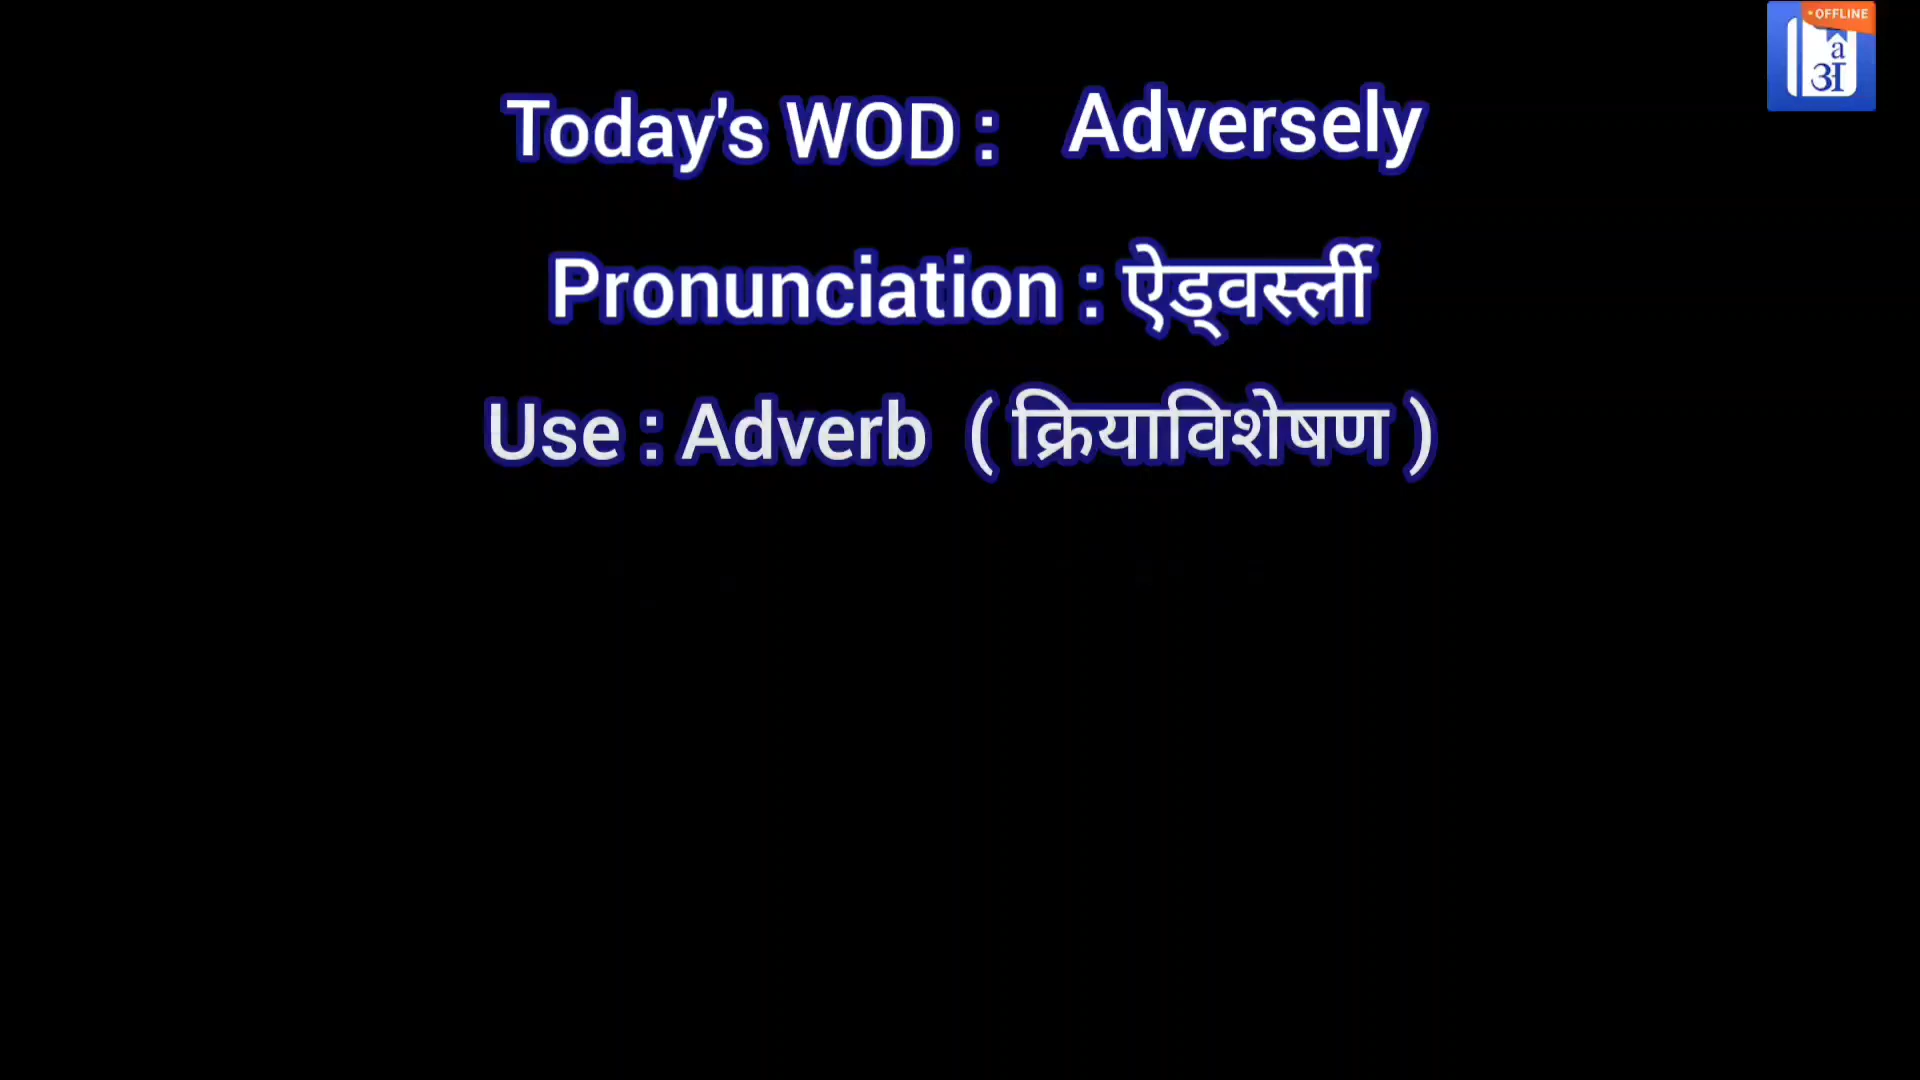 • OFFLINE
a
अ
Today's WOD : Adversely
Pronunciation : ऐड्वर्स्ली
Use : Adverb ( क्रियाविशेषण )